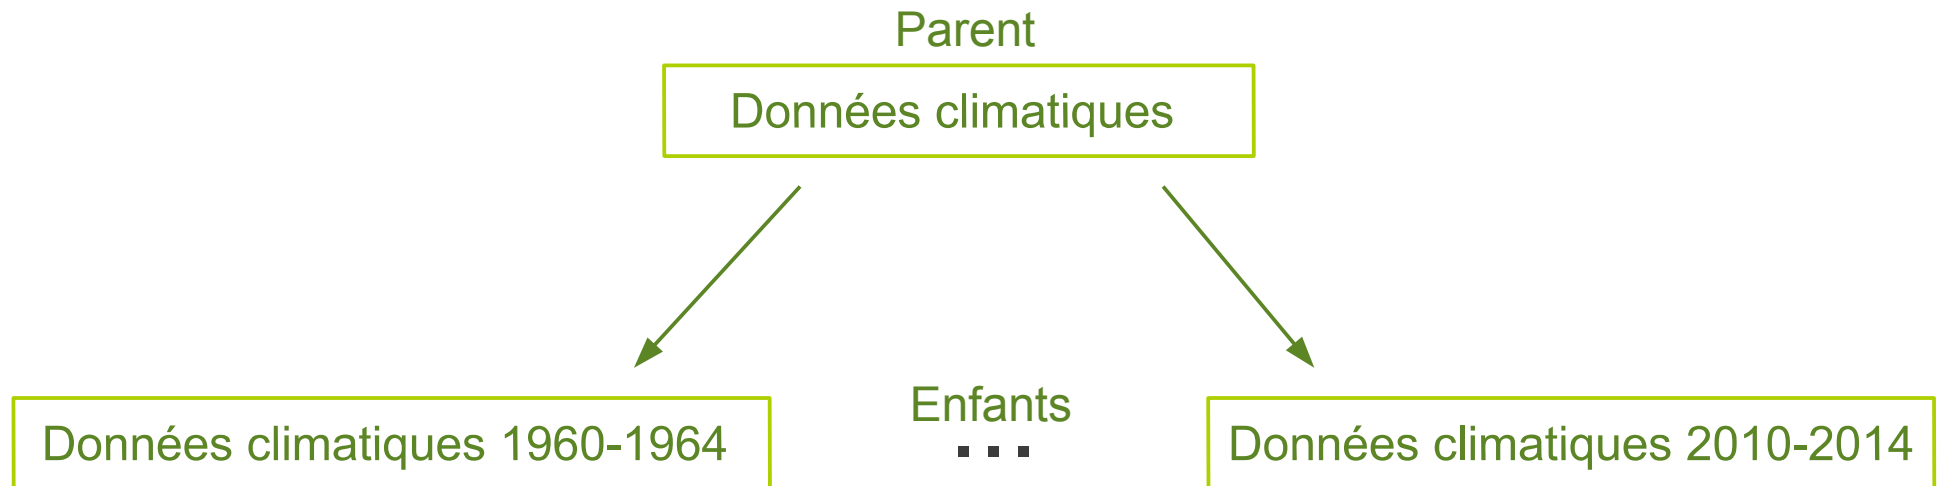 Parent
Données climatiques
Enfants
Données climatiques 1960-1964
...
Données climatiques 2010-2014